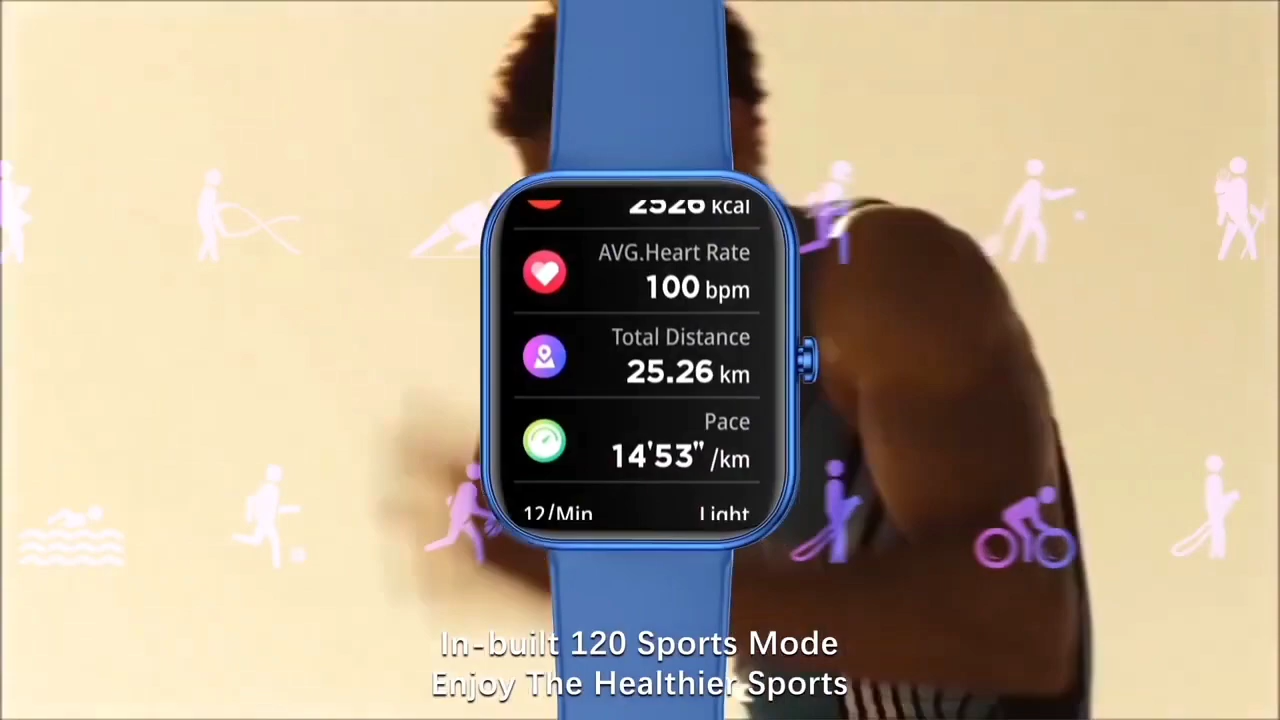 2526 kcal
AVG.Heart Rate
100 bpm
Total Distance
25.26 km
Pace
14'53" /km
12/Min Light
In-built 120 Sports Mode
Enjoy The Healthier Sports